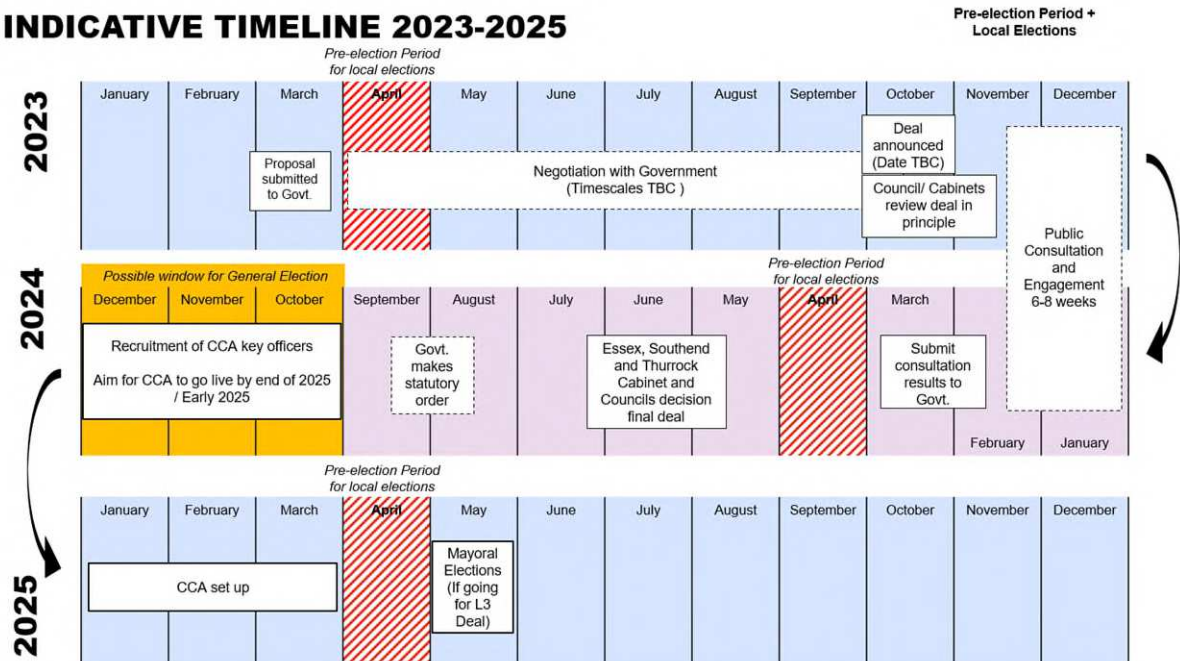 INDICATIVE TIMELINE 2023-2025
Pre-election Period +
Local Elections
Pre-election Period
for local elections
2023
January
February
March
April
May
June
July
August
September
October
November
December
Proposal
submitted
to Govt.
Negotiation with Government
(Timescales TBC )
Deal
announced
(Date TBC)
Council/ Cabinets
review deal in
principle
Public
Consultation
and
Engagement
6-8 weeks
2024
Possible window for General Election
Pre-election Period
for local elections
December
November
October
September
August
July
June
May
April
March
February
January
Recruitment of CCA key officers
Aim for CCA to go live by end of 2025
/ Early 2025
Govt.
makes
statutory
order
Essex, Southend
and Thurrock
Cabinet and
Councils decision
final deal
Submit
consultation
results to
Govt.
2025
Pre-election Period
for local elections
January
February
March
April
May
June
July
August
September
October
November
December
CCA set up
Mayoral
Elections
(If going
for L3
Deal)